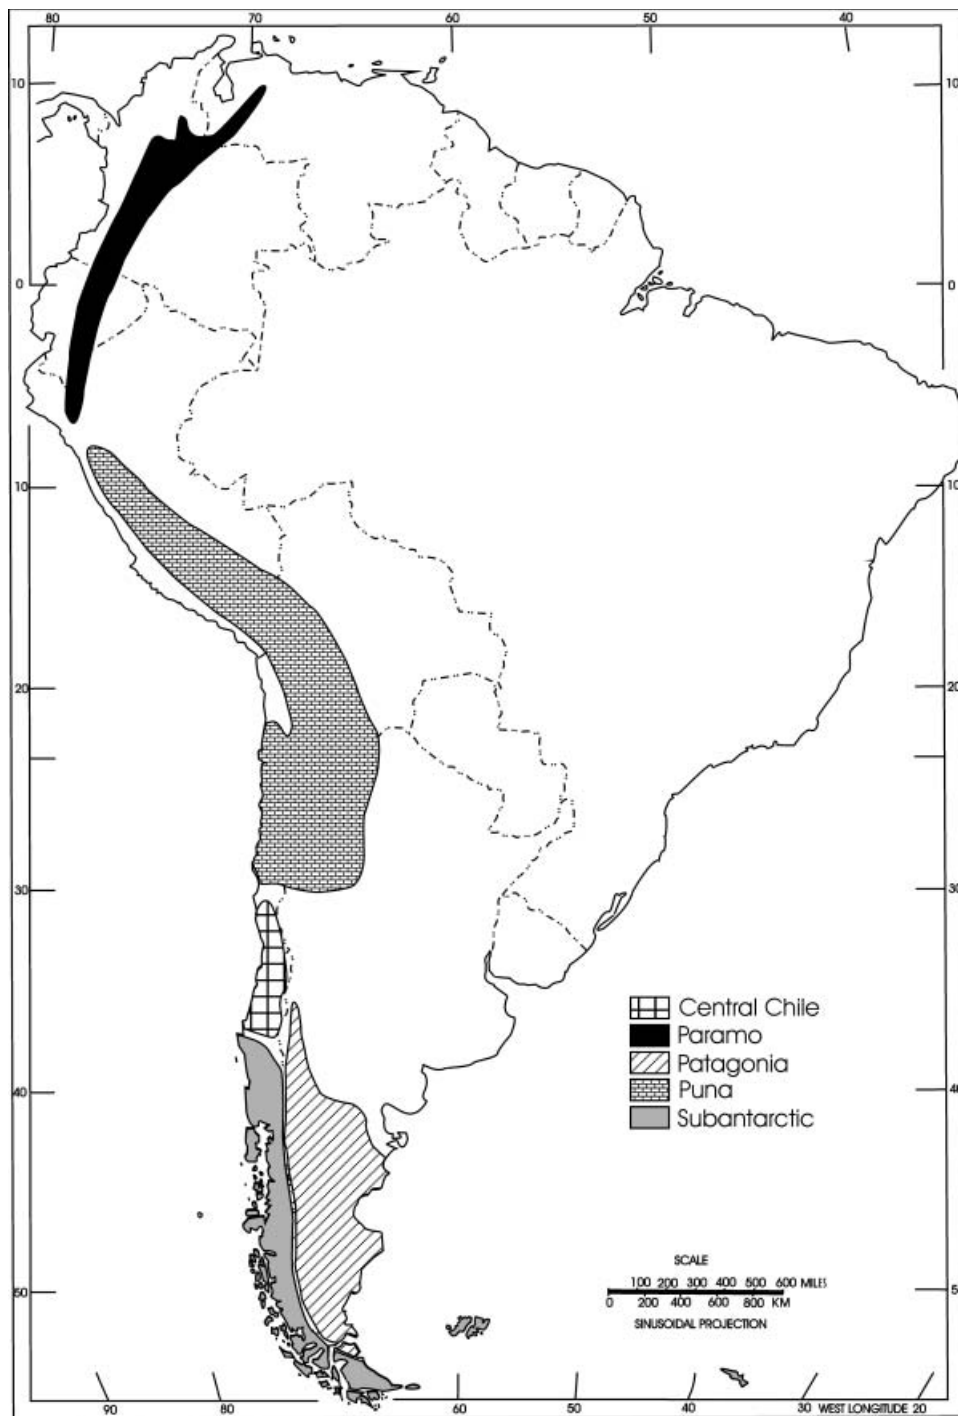 80 70 60 50 40
10 10
0 0
10 10
20 20
30 30
Central Chile
Paramo
Patagonia
Puna
Subantarctic
40 40
SCALE
100 200 300 400 500 600 MILES
0 200 400 600 800 KM
SINUSOIDAL PROJECTION
50 5
90 80 60 50 40 30 WEST LONGITUDE 20